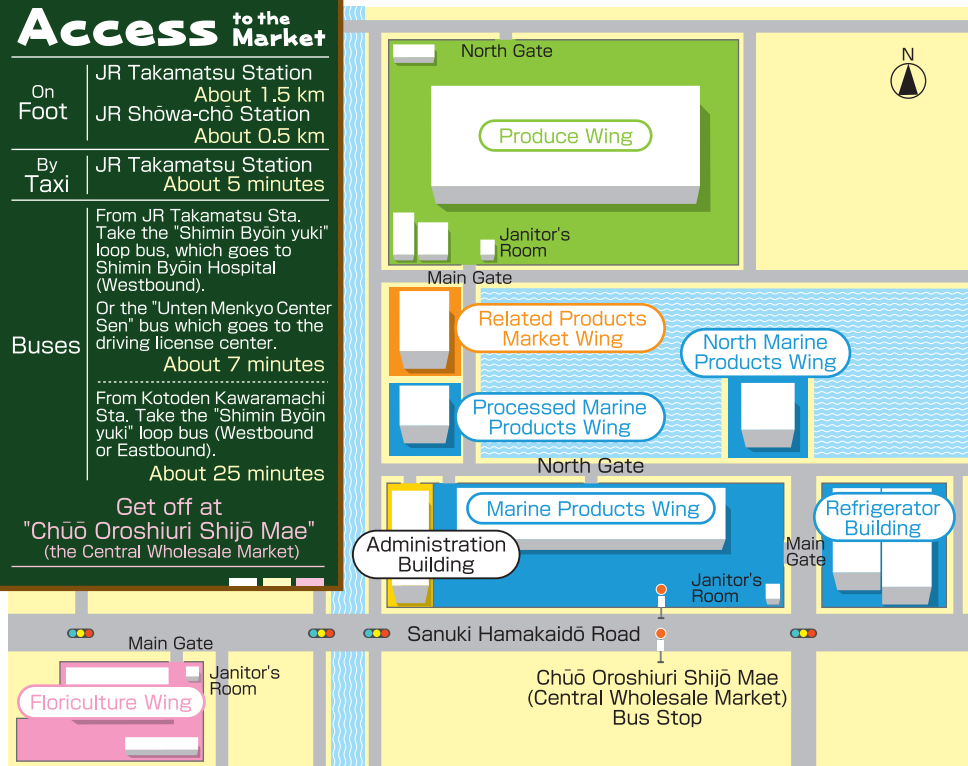 Access to the Market
On Foot
JR Takamatsu Station
About 1.5 km
JR Shōwa-chō Station
About 0.5 km
By Taxi
JR Takamatsu Station
About 5 minutes
Buses
From JR Takamatsu Sta.
Take the "Shimin Byōin yuki"
loop bus, which goes to
Shimin Byōin Hospital
(Westbound).
Or the "Unten Menkyo Center
Sen" bus which goes to the
driving license center.
About 7 minutes
From Kotoden Kawaramachi
Sta. Take the "Shimin Byōin
yuki" loop bus (Westbound
or Eastbound).
About 25 minutes
Get off at
"Chūō Oroshiuri Shijō Mae"
(the Central Wholesale Market)
North Gate
N
Produce Wing
Janitor's
Room
Main Gate
Related Products
Market Wing
North Marine
Products Wing
Processed Marine
Products Wing
North Gate
Marine Products Wing
Refrigerator
Building
Administration
Building
Main
Gate
Janitor's
Room
Sanuki Hamakaidō Road
Main Gate
Janitor's
Room
Floriculture Wing
Chūō Oroshiuri Shijō Mae
(Central Wholesale Market)
Bus Stop